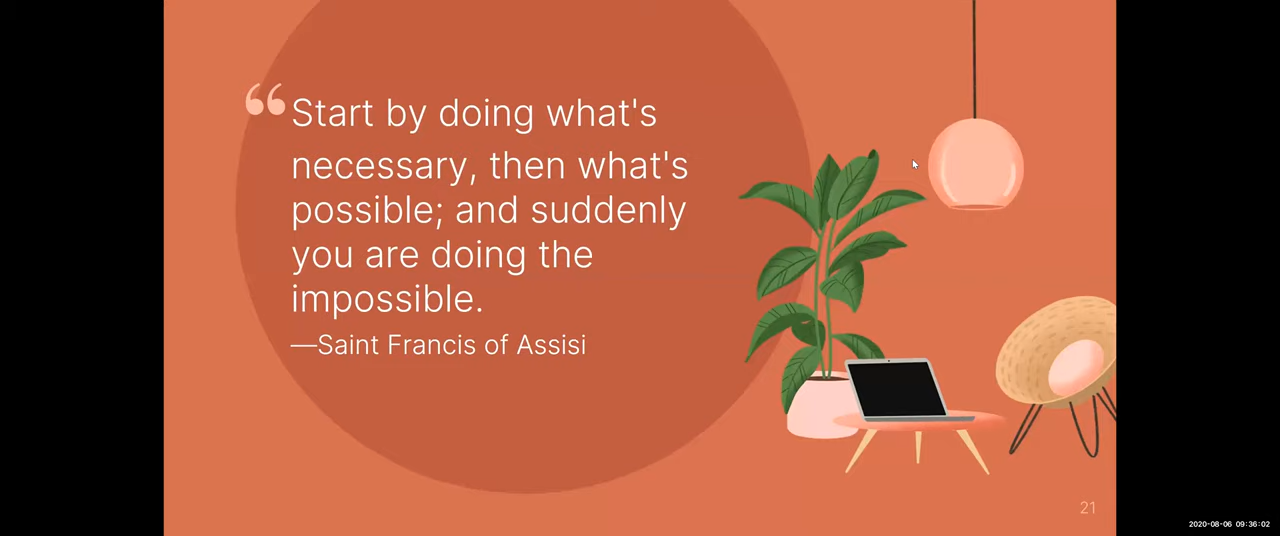 “Start by doing what's
necessary, then what's
possible; and suddenly
you are doing the
impossible.
—Saint Francis of Assisi
21
2020-08-06 09:36:02